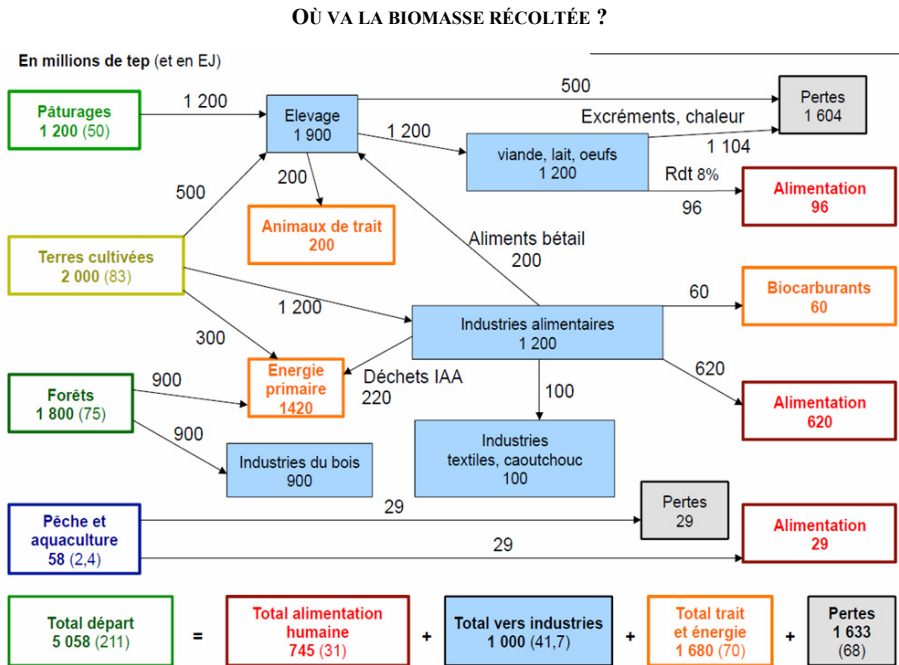 OÙ VA LA BIOMASSE RÉCOLTÉE ?
En millions de tep (et en EJ)
Pâturages
1 200 (50)
1 200
Elevage
1 900
500
Pertes
1 604
Excréments, chaleur
1 104
1 200
viande, lait, oeufs
1 200
Rdt 8%
96
Alimentation
96
500
200
Animaux de trait
200
Terres cultivées
2 000 (83)
Aliments bétail
200
1 200
300
Industries alimentaires
1 200
60
Biocarburants
60
Energie
primaire
1420
Déchets IAA
220
620
Alimentation
620
100
Industries
textiles, caoutchouc
100
Forêts
1 800 (75)
900
900
Industries du bois
900
Pêche et
aquaculture
58 (2,4)
29
Pertes
29
29
Alimentation
29
Total départ
5 058 (211)
=
Total alimentation
humaine
745 (31)
+
Total vers industries
1 000 (41,7)
+
Total trait
et énergie
1 680 (70)
+
Pertes
1 633
(68)